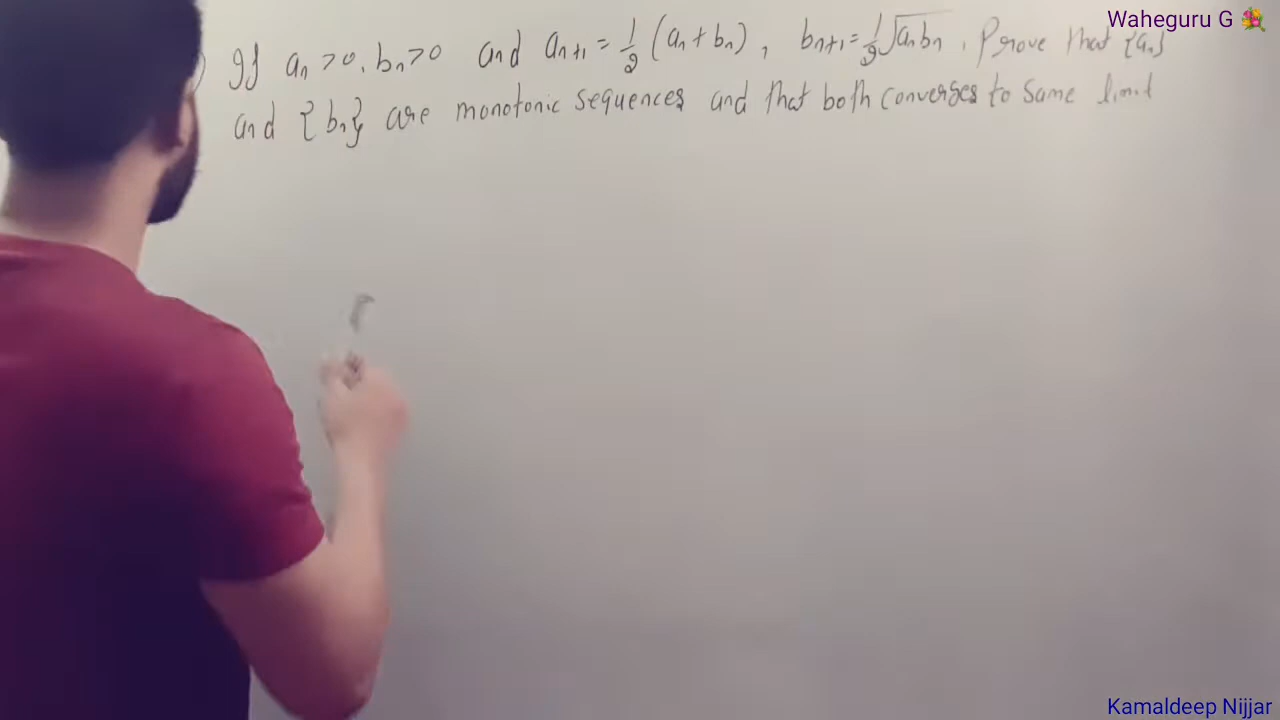 Waheguru G 💐
If aₙ >0, bₙ >0 and aₙ₊₁ = 1/2 (aₙ + bₙ), bₙ₊₁ = 1/2 √aₙbₙ. Prove that {aₙ}
and {bₙ} are monotonic sequences and that both converges to same limit
Kamaldeep Nijjar